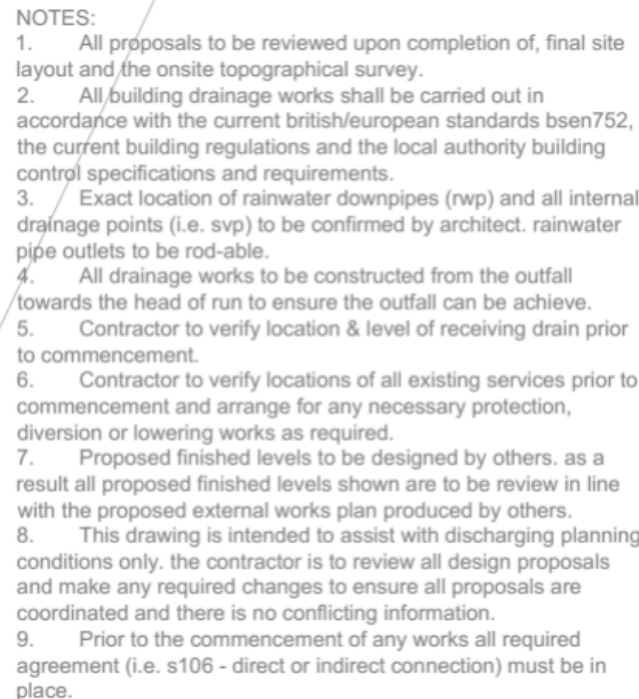 NOTES:
1. All proposals to be reviewed upon completion of, final site
layout and the onsite topographical survey.
2. All building drainage works shall be carried out in
accordance with the current british/european standards bsen752,
the current building regulations and the local authority building
control specifications and requirements.
3. Exact location of rainwater downpipes (rwp) and all internal
drainage points (i.e. svp) to be confirmed by architect. rainwater
pipe outlets to be rod-able.
4. All drainage works to be constructed from the outfall
towards the head of run to ensure the outfall can be achieve.
5. Contractor to verify location & level of receiving drain prior
to commencement.
6. Contractor to verify locations of all existing services prior to
commencement and arrange for any necessary protection,
diversion or lowering works as required.
7. Proposed finished levels to be designed by others. as a
result all proposed finished levels shown are to be review in line
with the proposed external works plan produced by others.
8. This drawing is intended to assist with discharging planning
conditions only. the contractor is to review all design proposals
and make any required changes to ensure all proposals are
coordinated and there is no conflicting information.
9. Prior to the commencement of any works all required
agreement (i.e. s106 - direct or indirect connection) must be in
place.